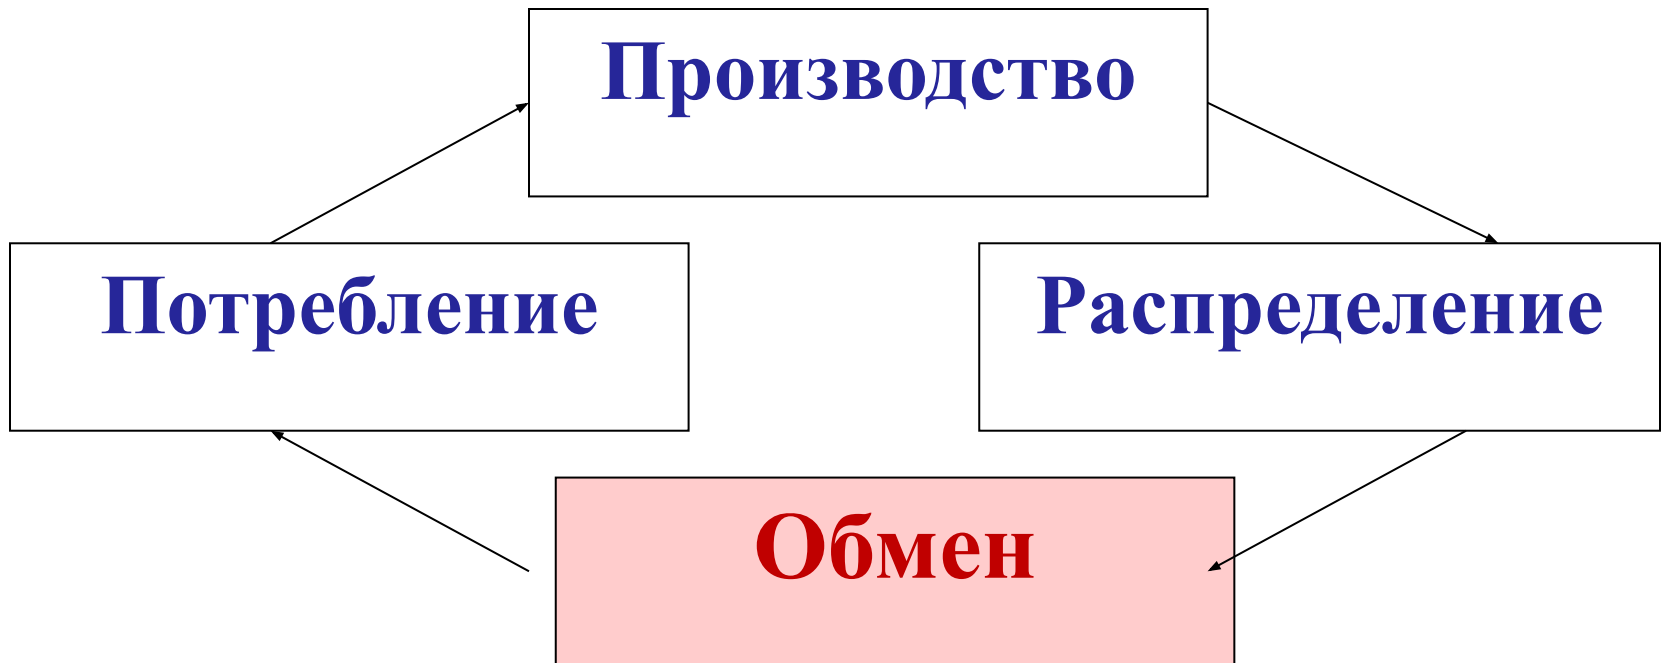 Производство
Потребление
Распределение
Обмен